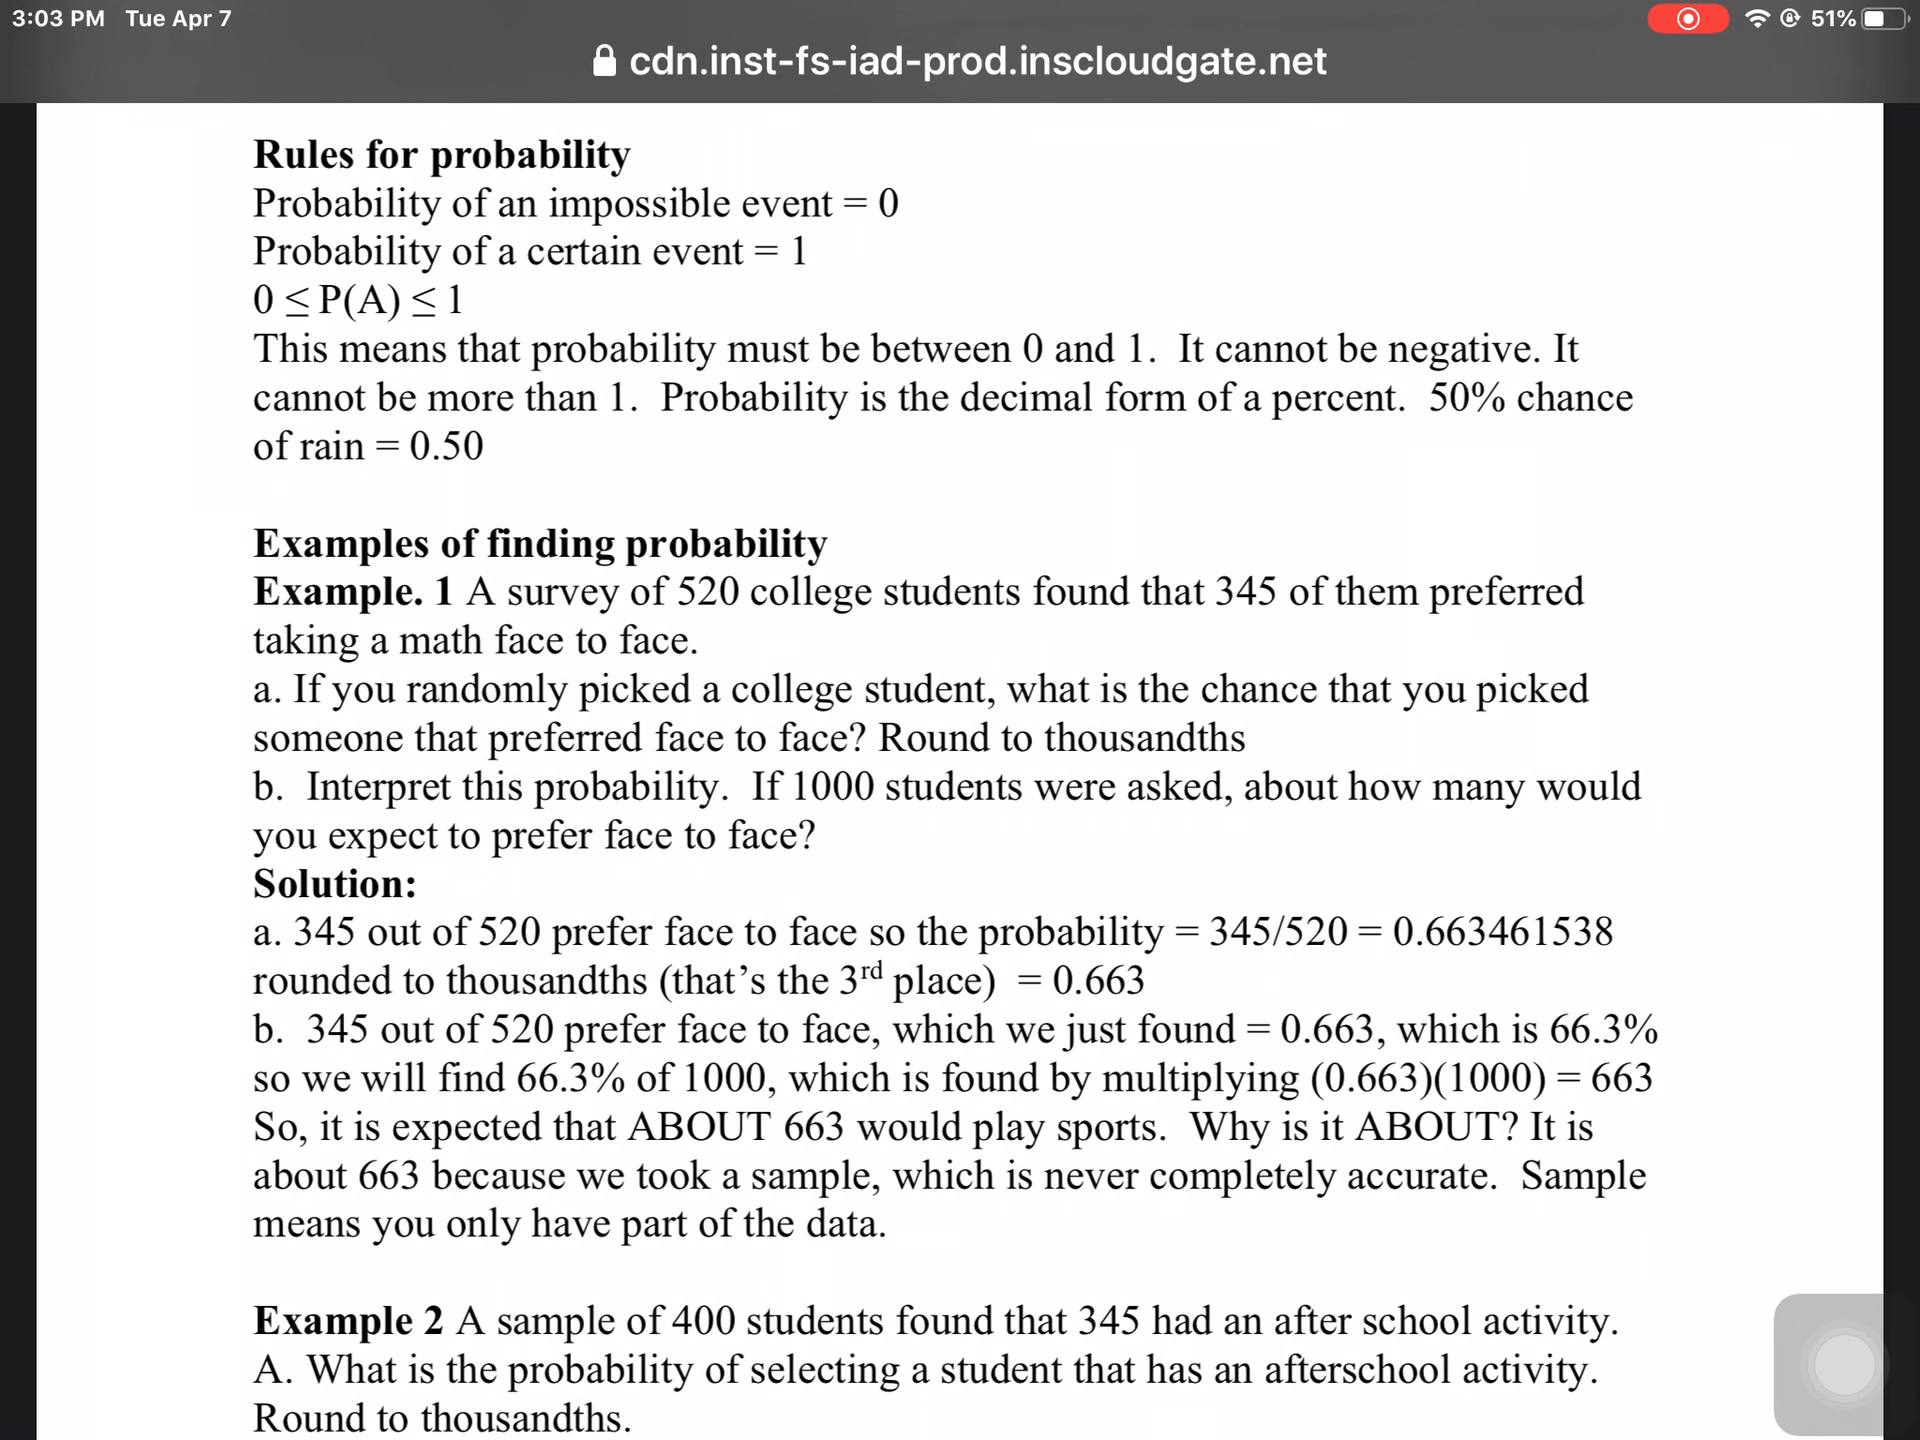 3:03 PM Tue Apr 7
51%
cdn.inst-fs-iad-prod.inscloudgate.net
Rules for probability
Probability of an impossible event = 0
Probability of a certain event = 1
0 ≤ P(A) ≤ 1
This means that probability must be between 0 and 1.  It cannot be negative. It
cannot be more than 1.  Probability is the decimal form of a percent.  50% chance
of rain = 0.50
Examples of finding probability
Example. 1 A survey of 520 college students found that 345 of them preferred
taking a math face to face.
a. If you randomly picked a college student, what is the chance that you picked
someone that preferred face to face? Round to thousandths
b.  Interpret this probability.  If 1000 students were asked, about how many would
you expect to prefer face to face?
Solution:
a. 345 out of 520 prefer face to face so the probability = 345/520 = 0.663461538
rounded to thousandths (that’s the 3rd place)  = 0.663
b.  345 out of 520 prefer face to face, which we just found = 0.663, which is 66.3%
so we will find 66.3% of 1000, which is found by multiplying (0.663)(1000) = 663
So, it is expected that ABOUT 663 would play sports.  Why is it ABOUT? It is
about 663 because we took a sample, which is never completely accurate.  Sample
means you only have part of the data.
Example 2 A sample of 400 students found that 345 had an after school activity.
A. What is the probability of selecting a student that has an afterschool activity.
Round to thousandths.